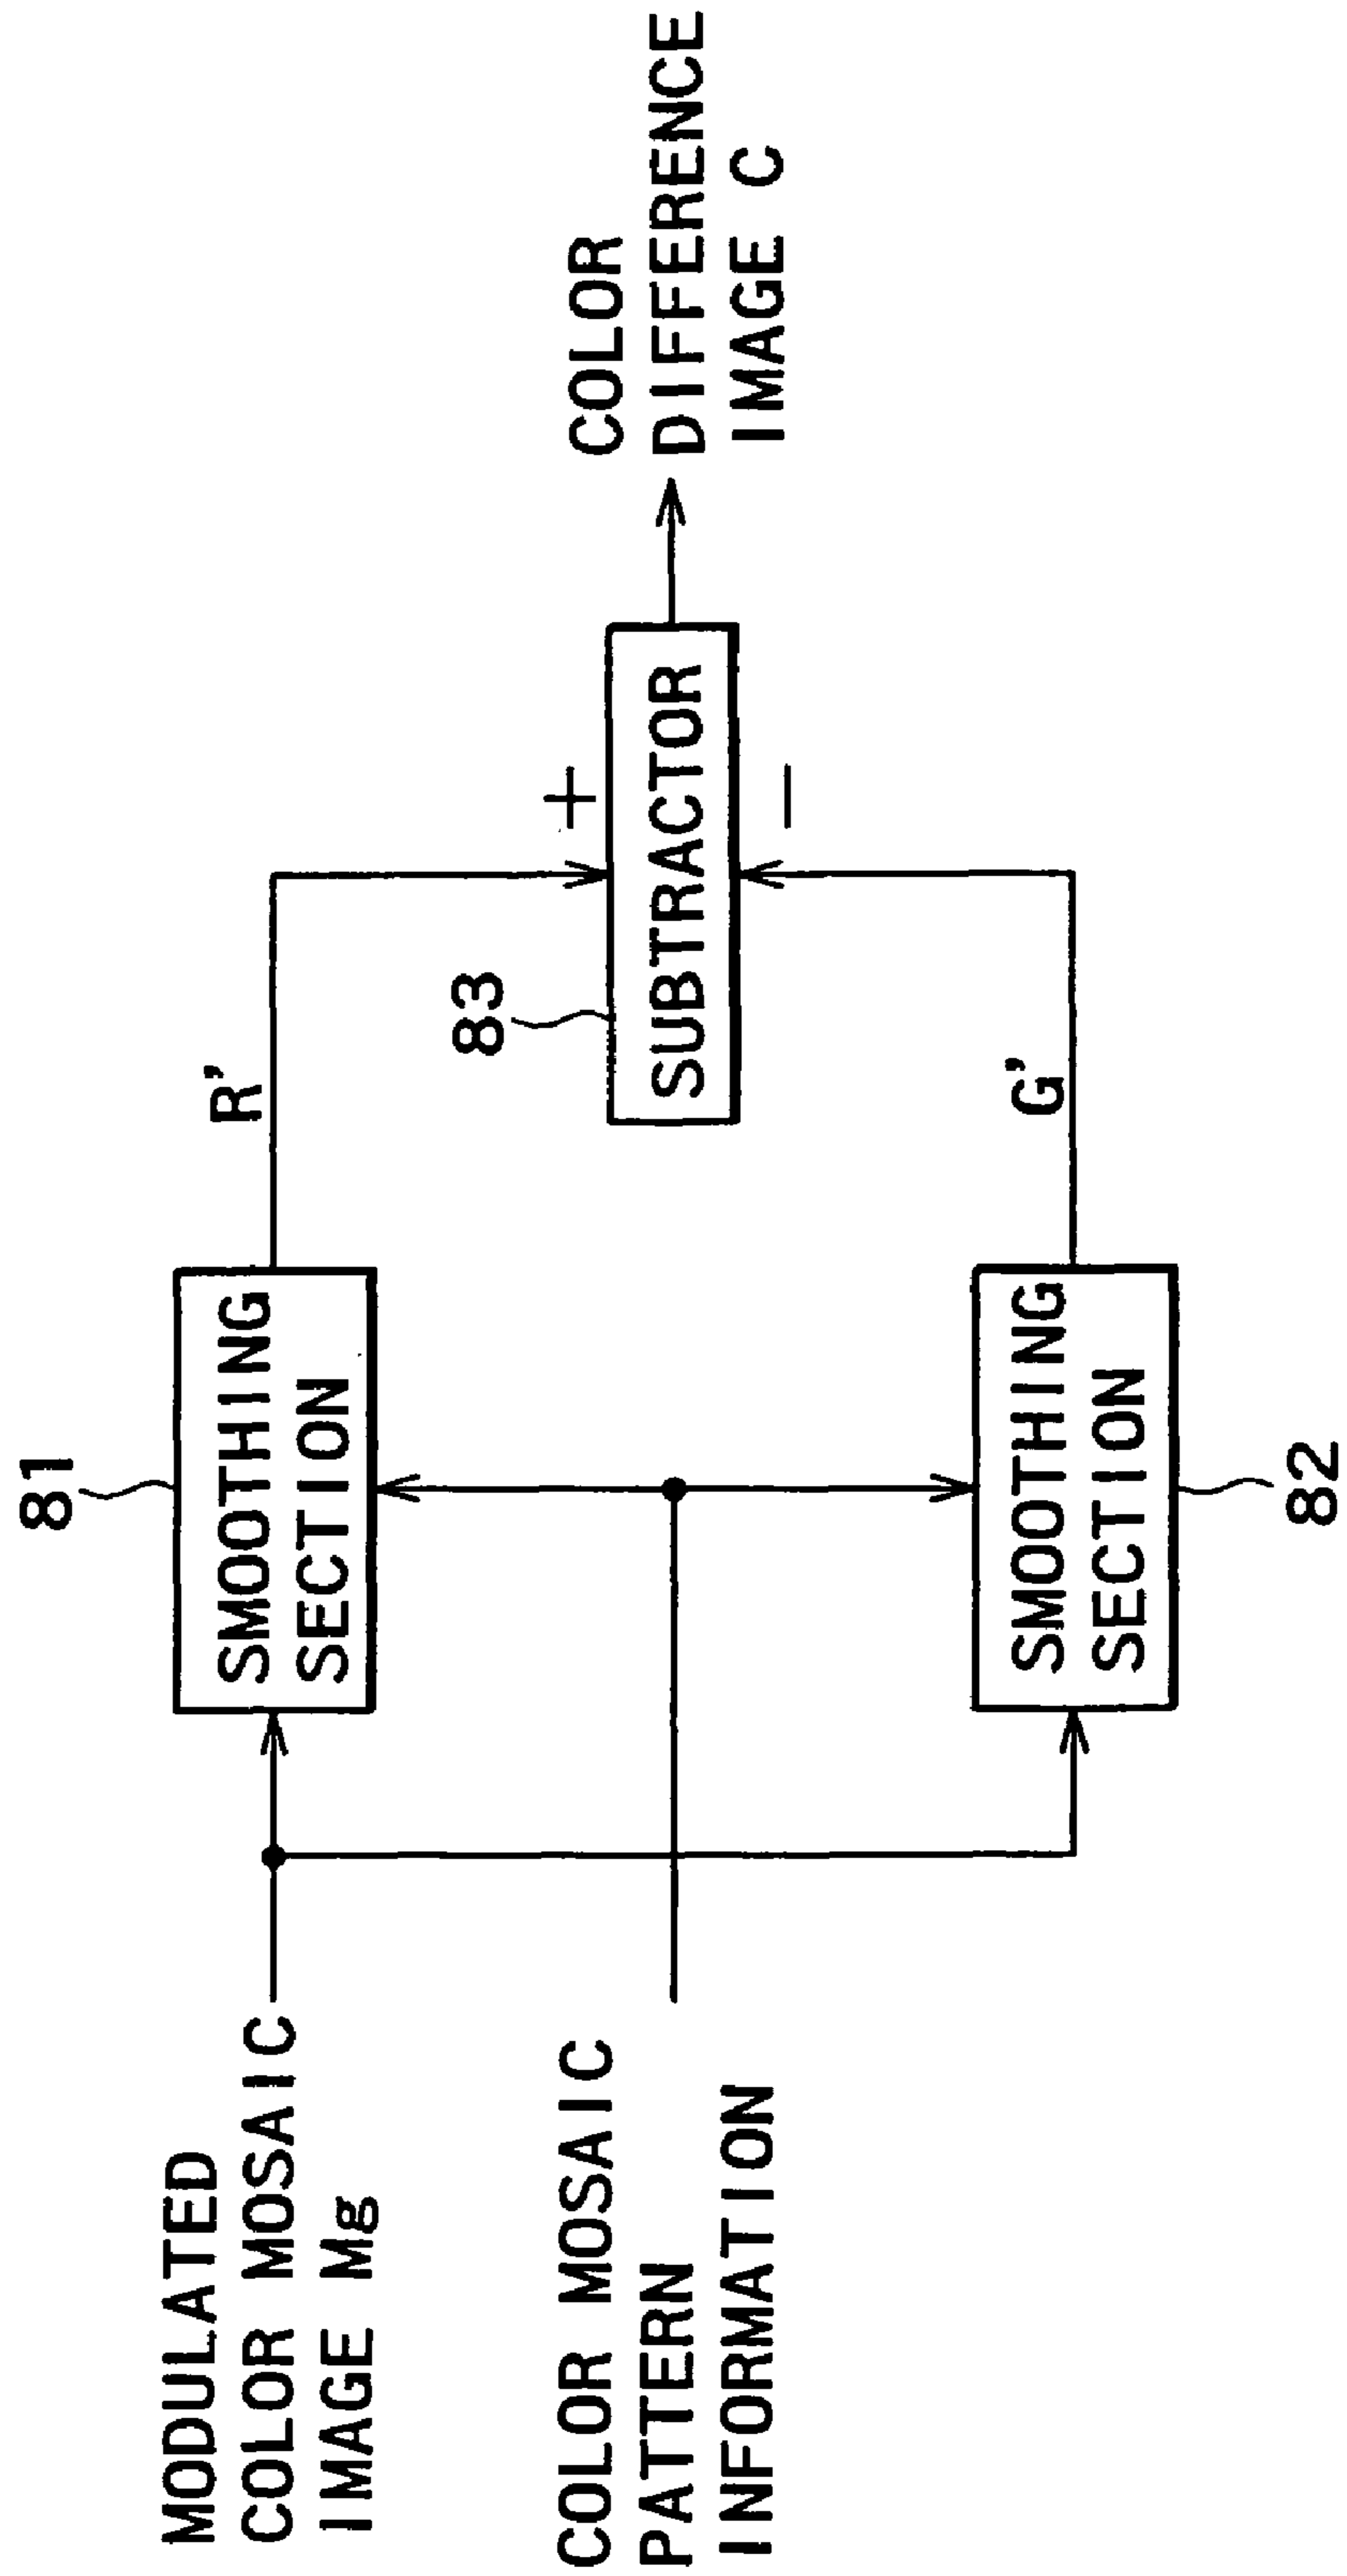 81
MODULATED
COLOR MOSAIC
IMAGE Mg
SMOOTHING
SECTION
R'
83
+
COLOR MOSAIC
PATTERN
INFORMATION
SUBTRACTOR
COLOR
DIFFERENCE
IMAGE C
−
SMOOTHING
SECTION
G'
82